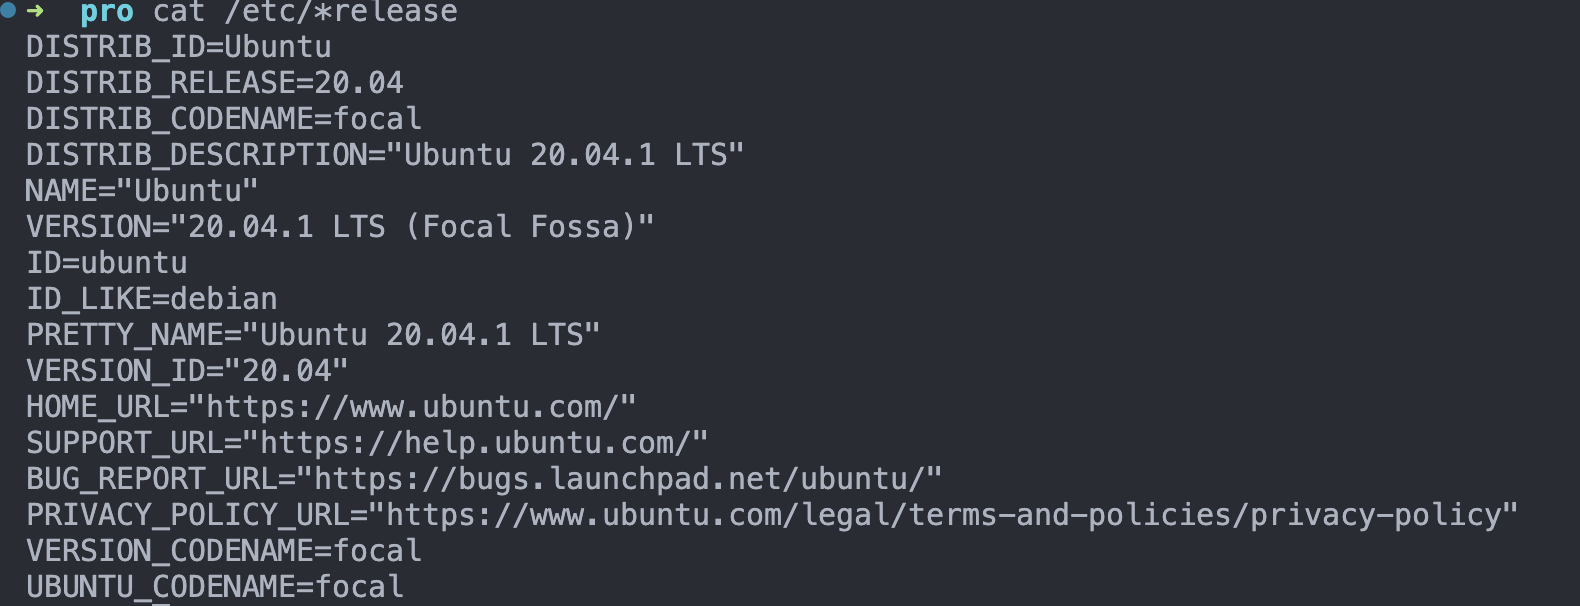 ➜  pro cat /etc/*release
DISTRIB_ID=Ubuntu
DISTRIB_RELEASE=20.04
DISTRIB_CODENAME=focal
DISTRIB_DESCRIPTION="Ubuntu 20.04.1 LTS"
NAME="Ubuntu"
VERSION="20.04.1 LTS (Focal Fossa)"
ID=ubuntu
ID_LIKE=debian
PRETTY_NAME="Ubuntu 20.04.1 LTS"
VERSION_ID="20.04"
HOME_URL="https://www.ubuntu.com/"
SUPPORT_URL="https://help.ubuntu.com/"
BUG_REPORT_URL="https://bugs.launchpad.net/ubuntu/"
PRIVACY_POLICY_URL="https://www.ubuntu.com/legal/terms-and-policies/privacy-policy"
VERSION_CODENAME=focal
UBUNTU_CODENAME=focal